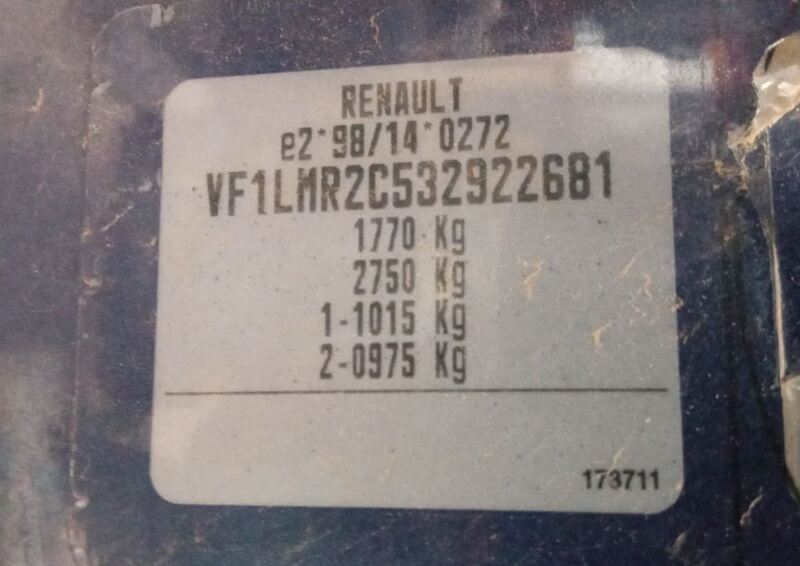 RENAULT
e2*98/14*0272
VF1LMR2C532922681
1770 Kg
2750 Kg
1-1015 Kg
2-0975 Kg
173711